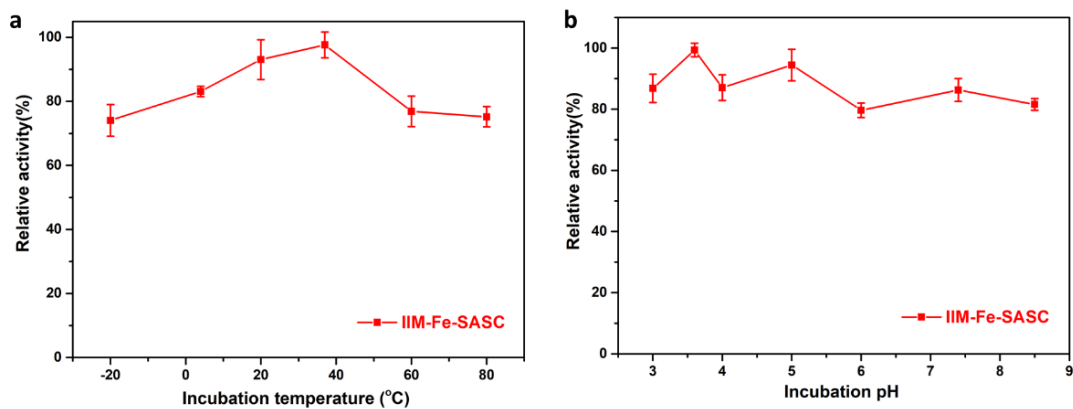 a
Relative activity(%)
100
80
60
40
20
0
-20 0 20 40 60 80
Incubation temperature (°C)
IIM-Fe-SASC
b
Relative activity(%)
100
80
60
40
20
0
3 4 5 6 7 8 9
Incubation pH
IIM-Fe-SASC